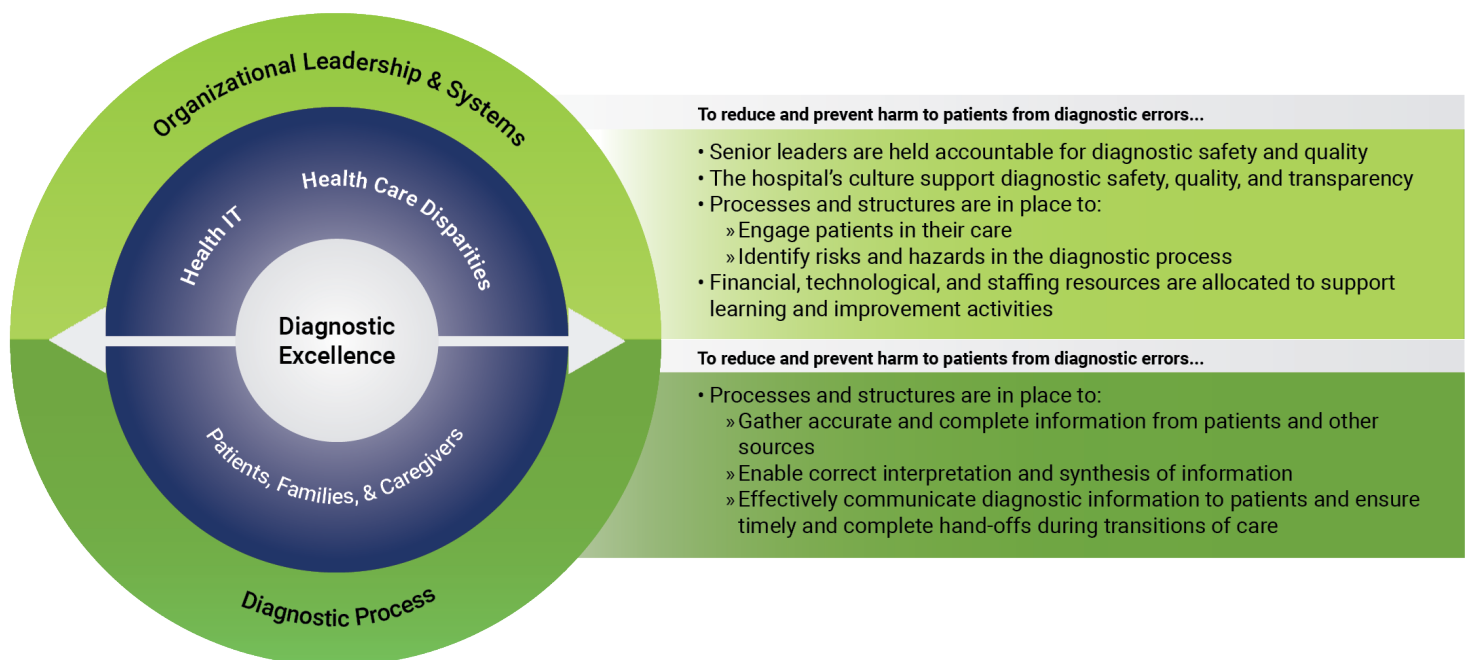 Organizational Leadership & Systems
Health IT
Health Care Disparities
Diagnostic
Excellence
Patients, Families, & Caregivers
Diagnostic Process
To reduce and prevent harm to patients from diagnostic errors...
• Senior leaders are held accountable for diagnostic safety and quality
• The hospital's culture support diagnostic safety, quality, and transparency
• Processes and structures are in place to:
» Engage patients in their care
» Identify risks and hazards in the diagnostic process
• Financial, technological, and staffing resources are allocated to support
learning and improvement activities
To reduce and prevent harm to patients from diagnostic errors...
• Processes and structures are in place to:
» Gather accurate and complete information from patients and other
sources
» Enable correct interpretation and synthesis of information
» Effectively communicate diagnostic information to patients and ensure
timely and complete hand-offs during transitions of care